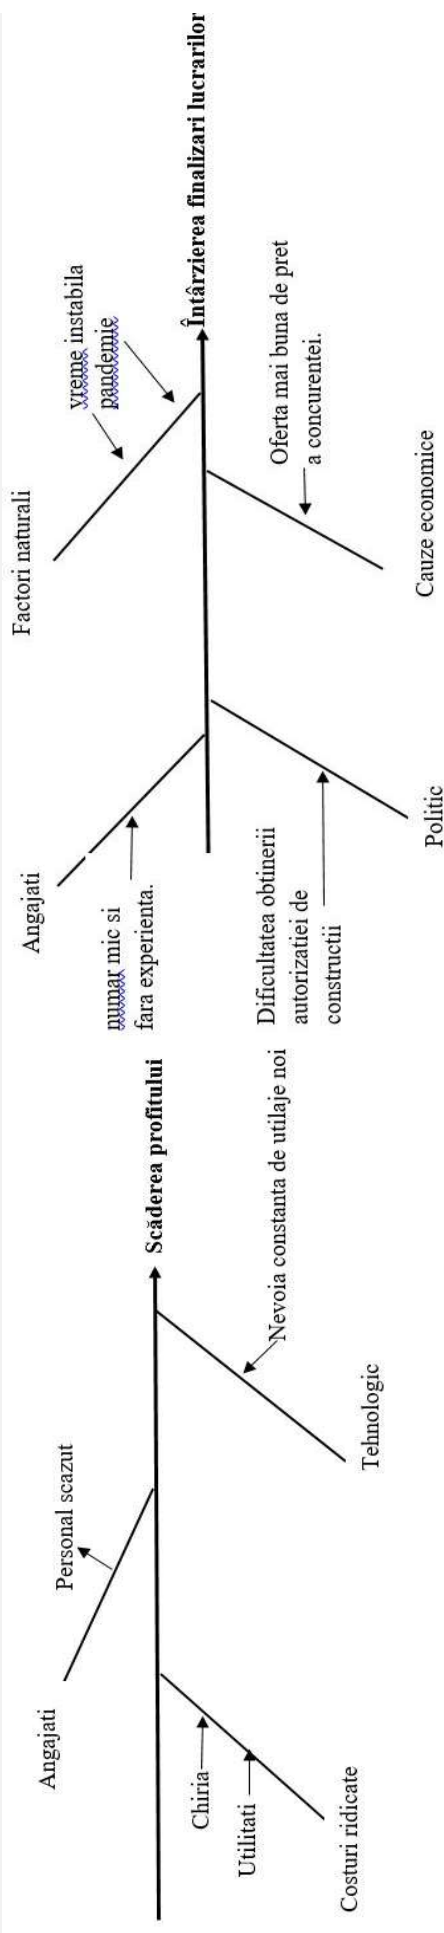 Angajati
Personal scazut
Scăderea profitului
Chiria
Utilitati
Nevoia constanta de utilaje noi
Costuri ridicate
Tehnologic
Angajati
Factori naturali
vreme instabila
pandemie
numar mic si
fara experienta.
Întârzierea finalizari lucrarilor
Dificultatea obtinerii
autorizatiei de
constructii
Oferta mai buna de pret
a concurentei.
Politic
Cauze economice